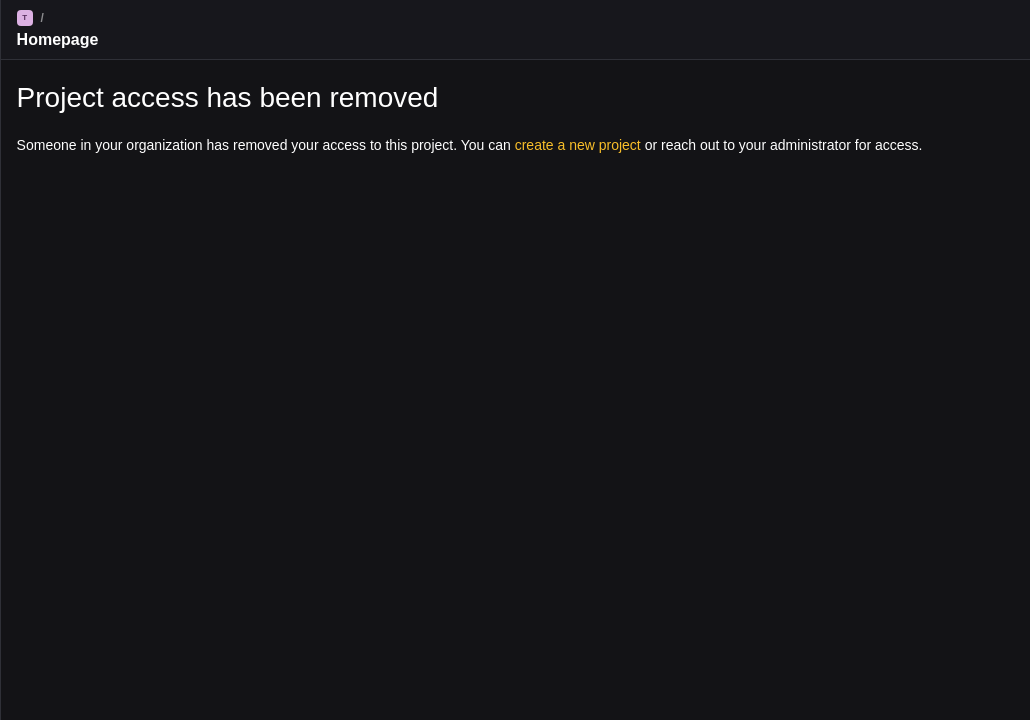 T /
Homepage
Project access has been removed
Someone in your organization has removed your access to this project. You can create a new project or reach out to your administrator for access.